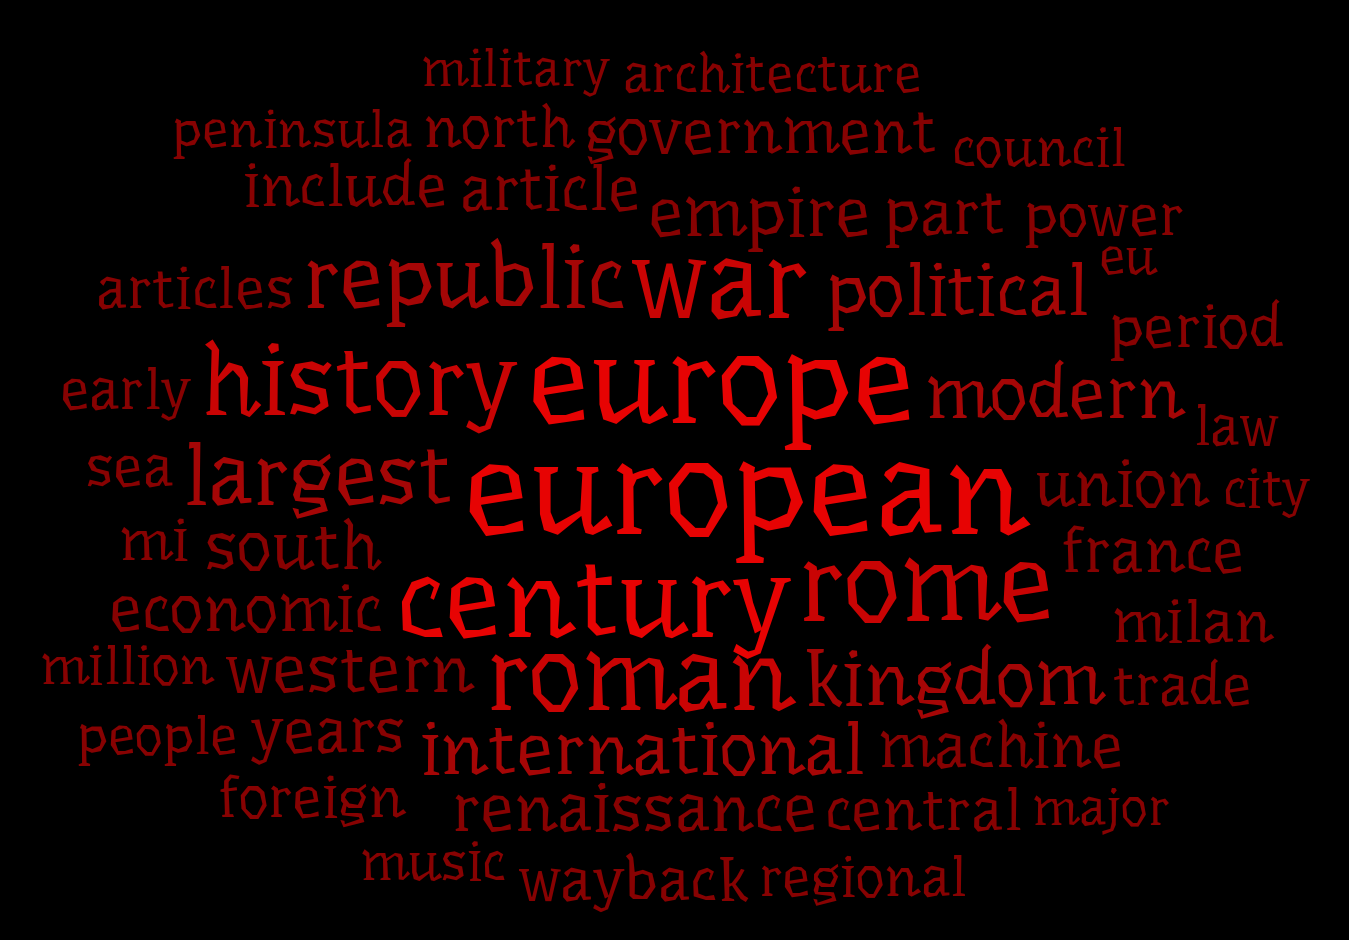 military architecture
peninsula north government council
include article empire part power
articles republic war political eu
period
early history europe modern law
sea largest european union city
mi south france
economic century rome milan
million western roman kingdom trade
people years international machine
foreign renaissance central major
music wayback regional